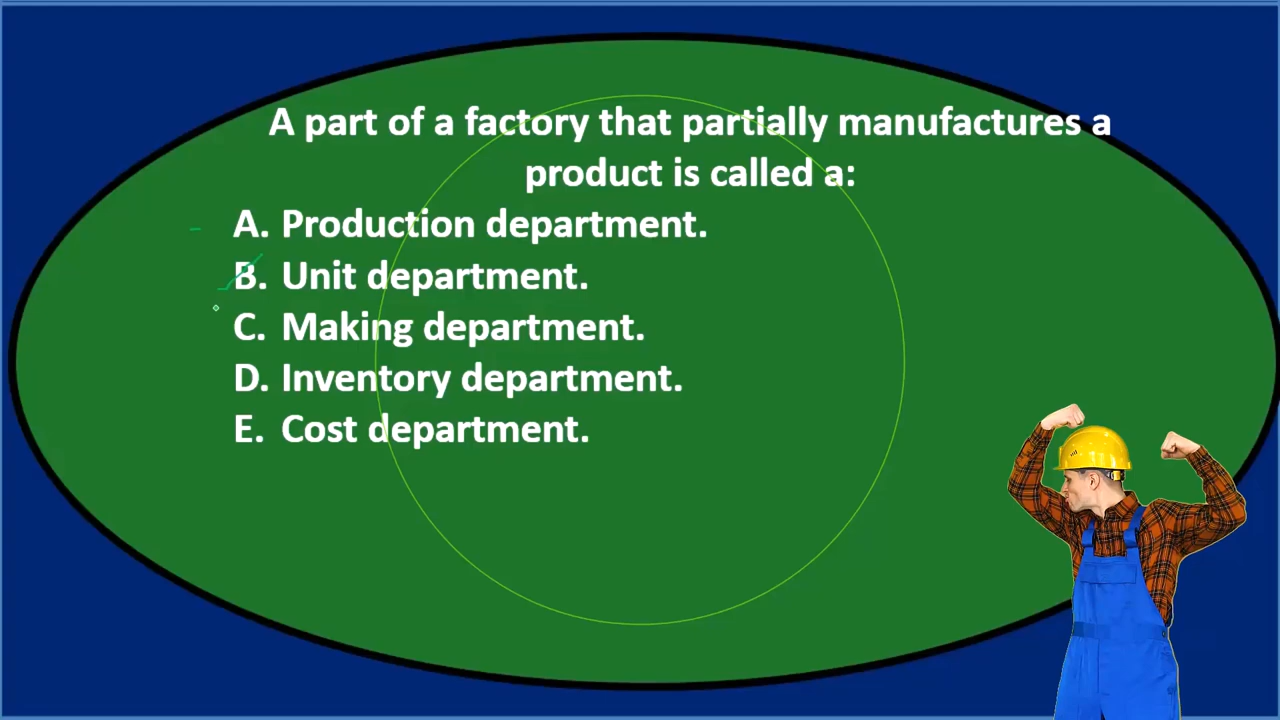 A part of a factory that partially manufactures a
product is called a:
A. Production department.
B. Unit department.
C. Making department.
D. Inventory department.
E. Cost department.